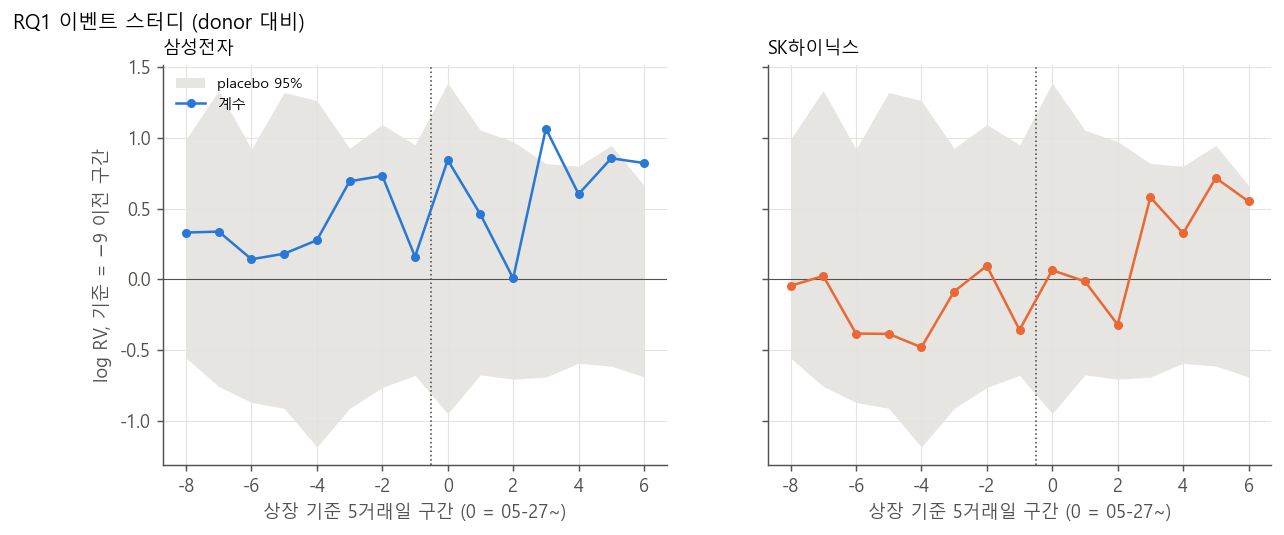 RQ1 이벤트 스터디 (donor 대비)
삼성전자
SK하이닉스
placebo 95%
계수
log RV, 기준 = −9 이전 구간
1.5
1.0
0.5
0.0
-0.5
-1.0
-8 -6 -4 -2 0 2 4 6
-8 -6 -4 -2 0 2 4 6
상장 기준 5거래일 구간 (0 = 05-27~)
상장 기준 5거래일 구간 (0 = 05-27~)